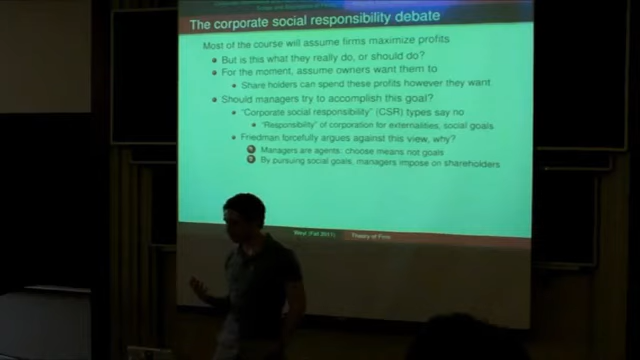 The corporate social responsibility debate
Most of the course will assume firms maximize profits
But is this what they really do, or should do?
For the moment, assume owners want them to
Share holders can spend these profits however they want
Should managers try to accomplish this goal?
"Corporate social responsibility" (CSR) types say no
"Responsibility" of corporation for externalities, social goals
Friedman forcefully argues against this view, why?
1 Managers are agents: choose means not goals
2 By pursuing social goals, managers impose on shareholders
Weyl (Fall 2011) Theory of Firm